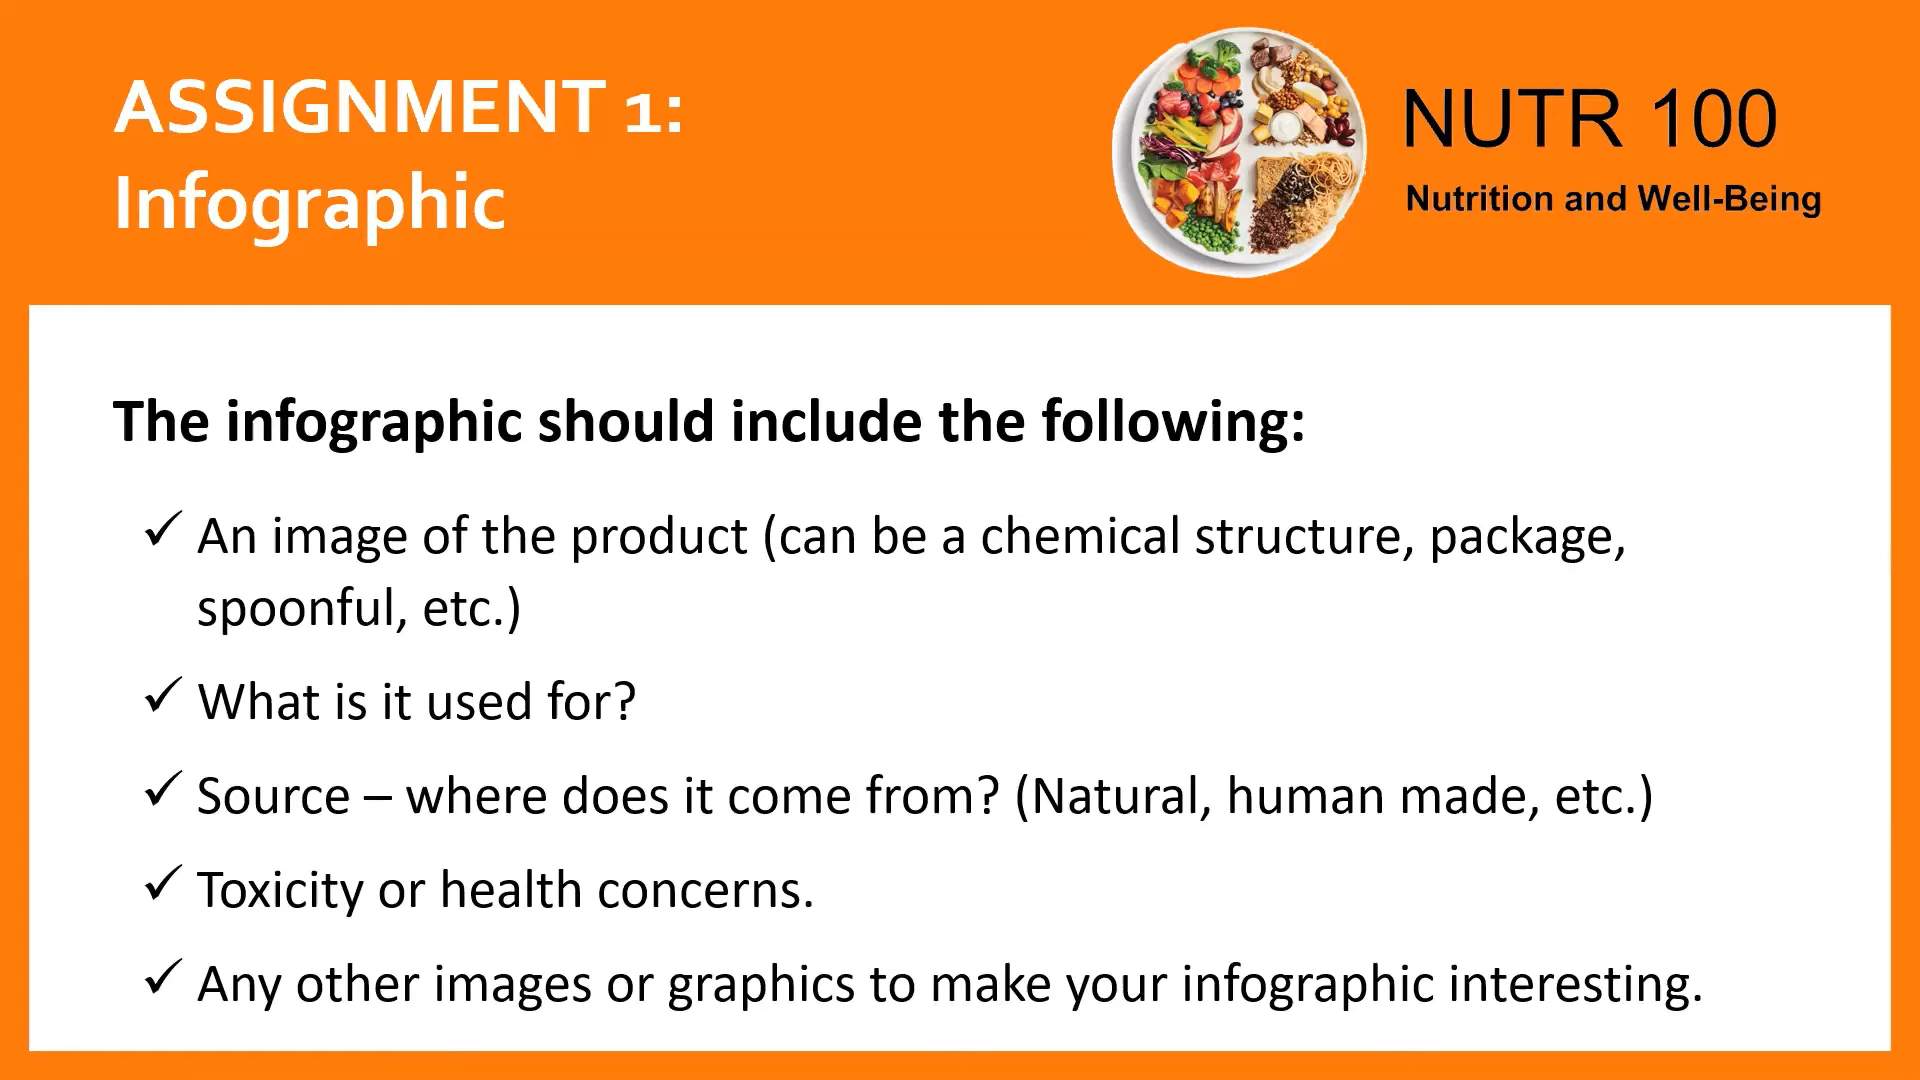 ASSIGNMENT 1:
Infographic
NUTR 100
Nutrition and Well-Being
The infographic should include the following:
✓ An image of the product (can be a chemical structure, package,
spoonful, etc.)
✓ What is it used for?
✓ Source – where does it come from? (Natural, human made, etc.)
✓ Toxicity or health concerns.
✓ Any other images or graphics to make your infographic interesting.